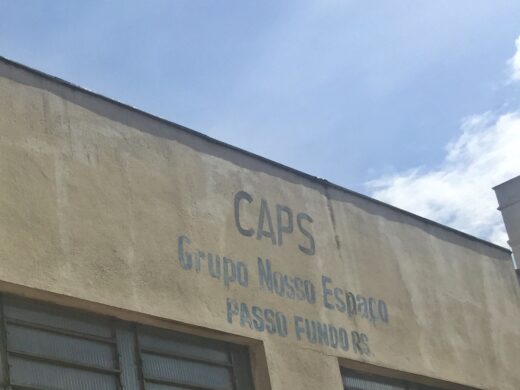 CAPS
Grupo Nosso Espaço
PASSO FUNDO RS.